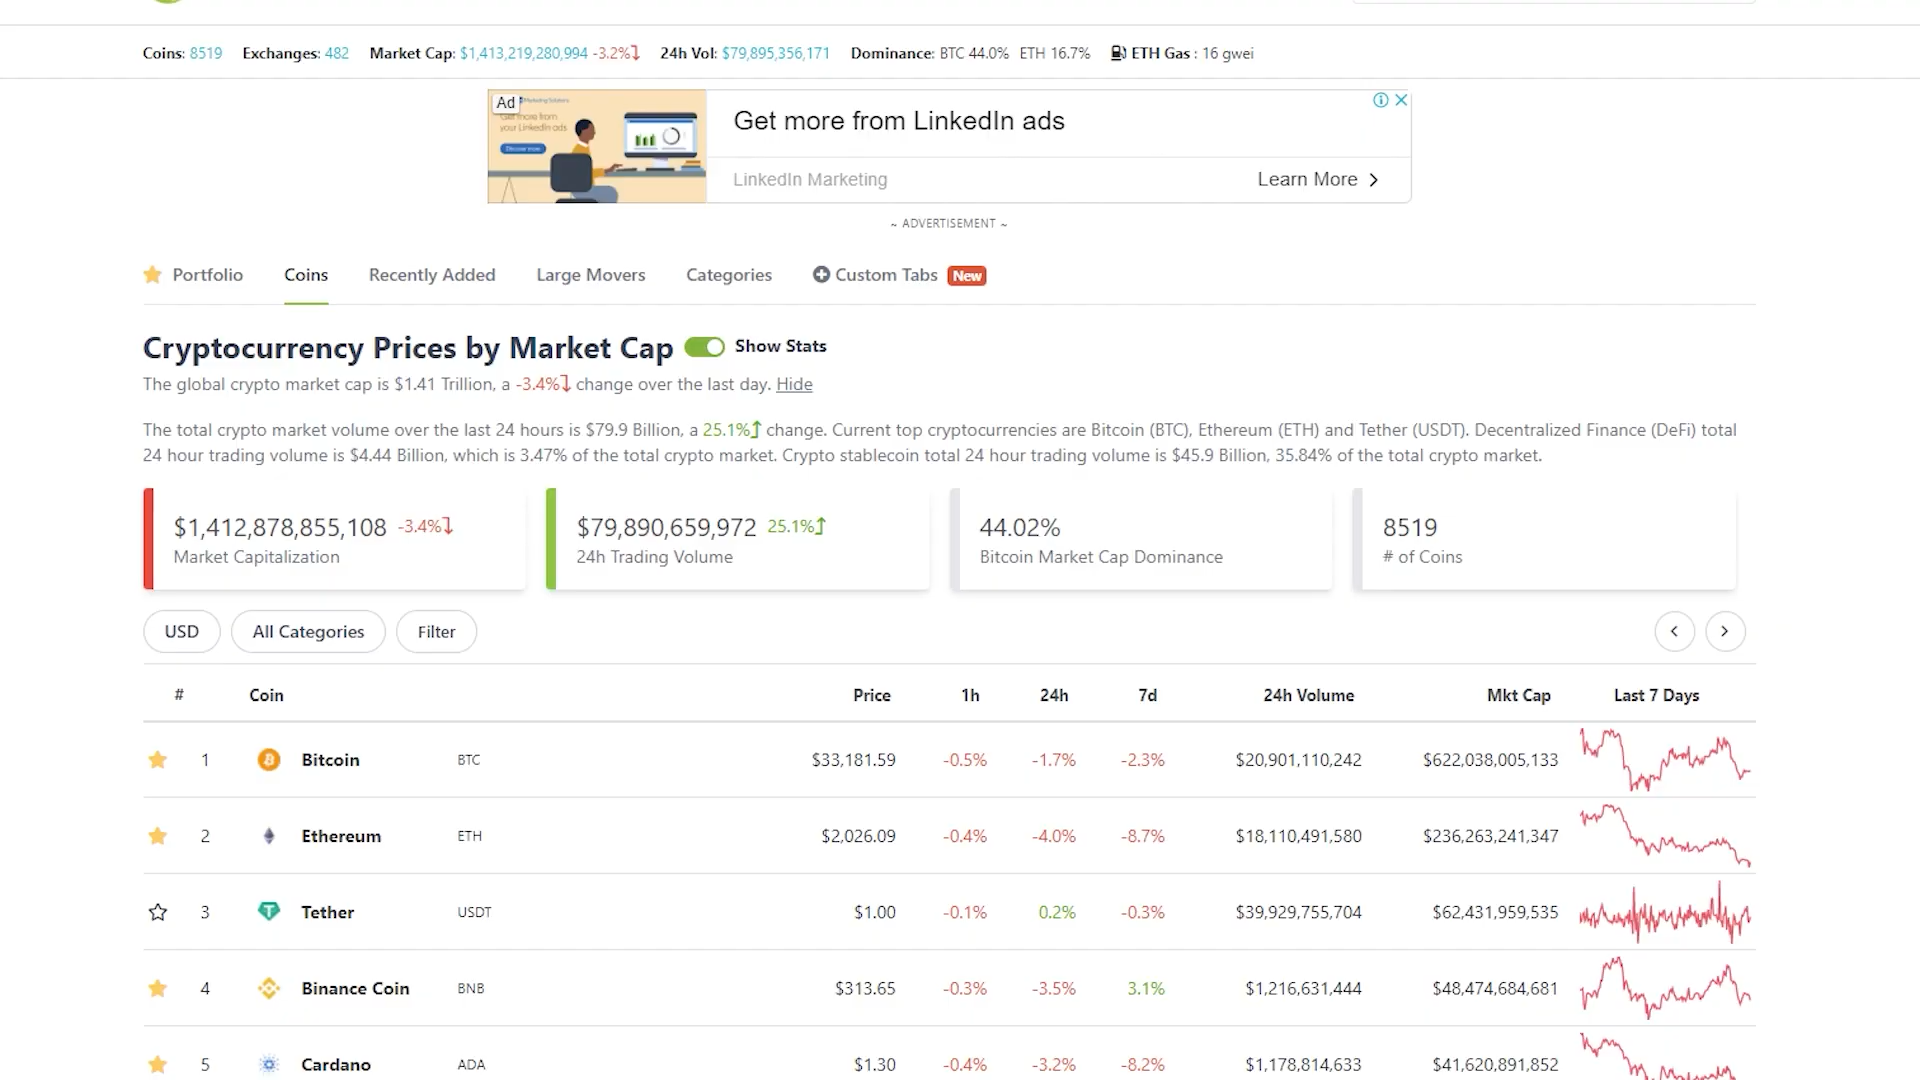 Coins: 8519 Exchanges: 482 Market Cap: $1,413,219,280,994 -3.2% 24h Vol: $79,895,356,171 Dominance: BTC 44.0% ETH 16.7% ETH Gas : 16 gwei
Ad
Marketing Solutions
Get more from
your LinkedIn ads
Discover more
Get more from LinkedIn ads
LinkedIn Marketing
Learn More
~ ADVERTISEMENT ~
Portfolio Coins Recently Added Large Movers Categories Custom Tabs New
Cryptocurrency Prices by Market Cap Show Stats
The global crypto market cap is $1.41 Trillion, a -3.4% change over the last day. Hide
The total crypto market volume over the last 24 hours is $79.9 Billion, a 25.1% change. Current top cryptocurrencies are Bitcoin (BTC), Ethereum (ETH) and Tether (USDT). Decentralized Finance (DeFi) total
24 hour trading volume is $4.44 Billion, which is 3.47% of the total crypto market. Crypto stablecoin total 24 hour trading volume is $45.9 Billion, 35.84% of the total crypto market.
$1,412,878,855,108 -3.4% $79,890,659,972 25.1% 44.02% 8519
Market Capitalization 24h Trading Volume Bitcoin Market Cap Dominance # of Coins
USD All Categories Filter
# Coin Price 1h 24h 7d 24h Volume Mkt Cap Last 7 Days
1 Bitcoin BTC $33,181.59 -0.5% -1.7% -2.3% $20,901,110,242 $622,038,005,133
2 Ethereum ETH $2,026.09 -0.4% -4.0% -8.7% $18,110,491,580 $236,263,241,347
3 Tether USDT $1.00 -0.1% 0.2% -0.3% $39,929,755,704 $62,431,959,535
4 Binance Coin BNB $313.65 -0.3% -3.5% 3.1% $1,216,631,444 $48,474,684,681
5 Cardano ADA $1.30 -0.4% -3.2% -8.2% $1,178,814,633 $41,620,891,852